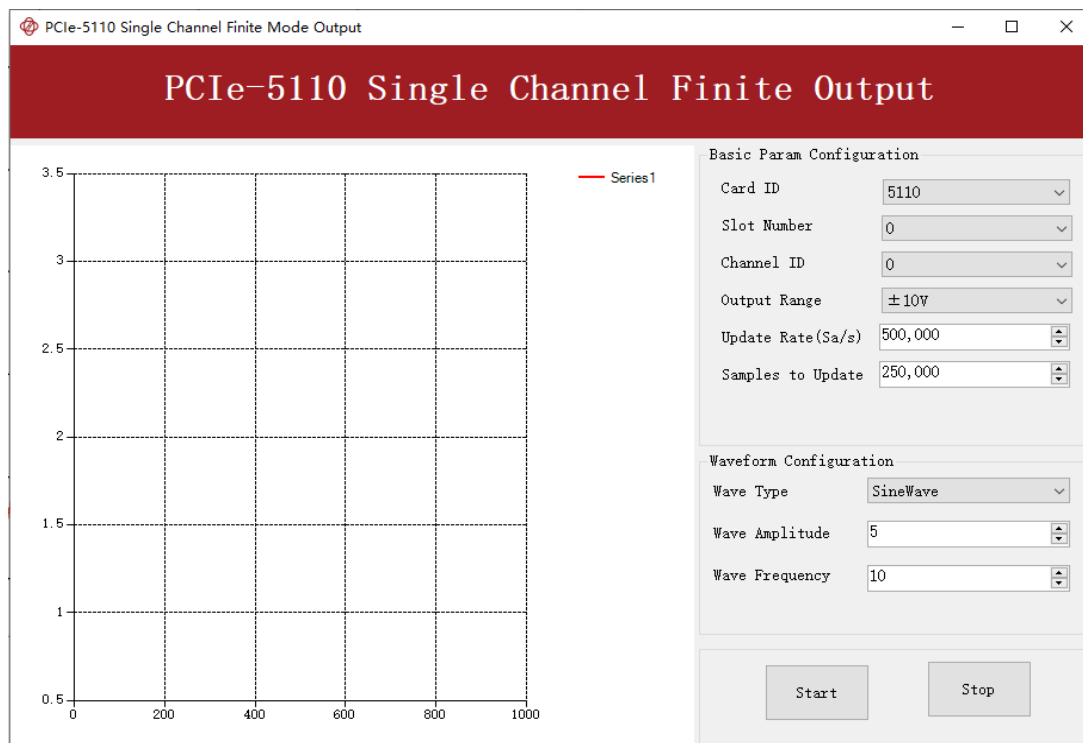 PCIe-5110 Single Channel Finite Mode Output
PCIe-5110 Single Channel Finite Output
3.5
3
2.5
2
1.5
1
0.5
0 200 400 600 800 1000
Series1
Basic Param Configuration
Card ID 5110
Slot Number 0
Channel ID 0
Output Range ±10V
Update Rate(Sa/s) 500,000
Samples to Update 250,000
Waveform Configuration
Wave Type SineWave
Wave Amplitude 5
Wave Frequency 10
Start Stop